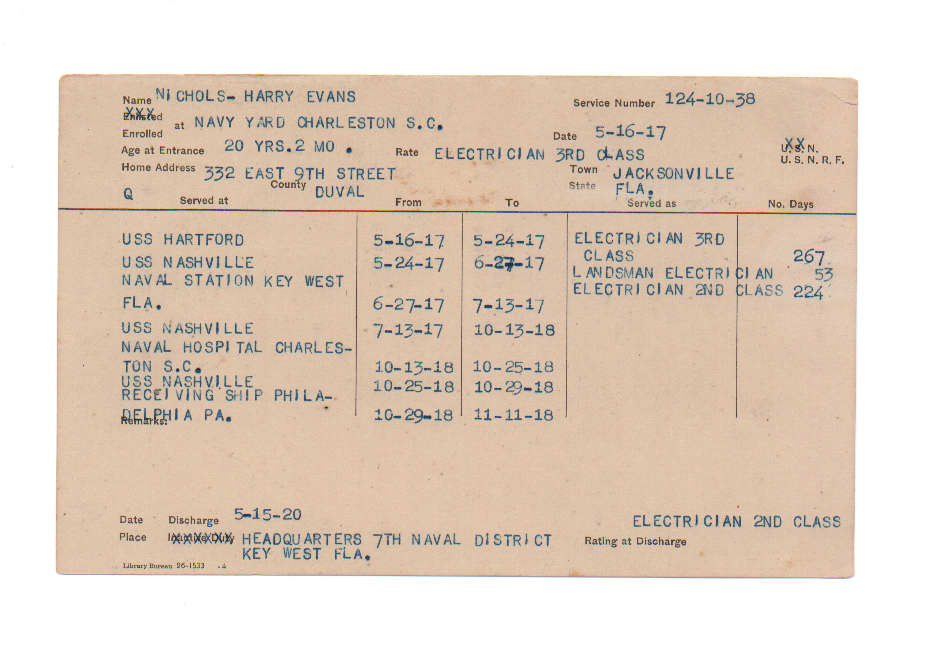 Name NICHOLS- HARRY EVANS Service Number 124-10-38
Enlisted XXX
Enrolled at NAVY YARD CHARLESTON S.C. Date 5-16-17
Age at Entrance 20 YRS.2 MO. Rate ELECTRICIAN 3RD CLASS U.S.N. XX
U.S.N.R.F.
Home Address 332 EAST 9TH STREET Town JACKSONVILLE
Q County DUVAL State FLA.
Served at From To Served as No. Days
USS HARTFORD 5-16-17 5-24-17 ELECTRICIAN 3RD
CLASS 267
USS NASHVILLE 5-24-17 6-27-17
LANDSMAN ELECTRICIAN 53
NAVAL STATION KEY WEST
ELECTRICIAN 2ND CLASS 224
FLA. 6-27-17 7-13-17
USS NASHVILLE 7-13-17 10-13-18
NAVAL HOSPITAL CHARLES-
TON S.C. 10-13-18 10-25-18
USS NASHVILLE 10-25-18 10-29-18
RECEIVING SHIP PHILA-
DELPHIA PA. 10-29-18 11-11-18
Remarks:
Date Discharge 5-15-20 ELECTRICIAN 2ND CLASS
Place Inactive Duty XXXXXX HEADQUARTERS 7TH NAVAL DISTRICT Rating at Discharge
KEY WEST FLA.
Library Bureau 26-1533